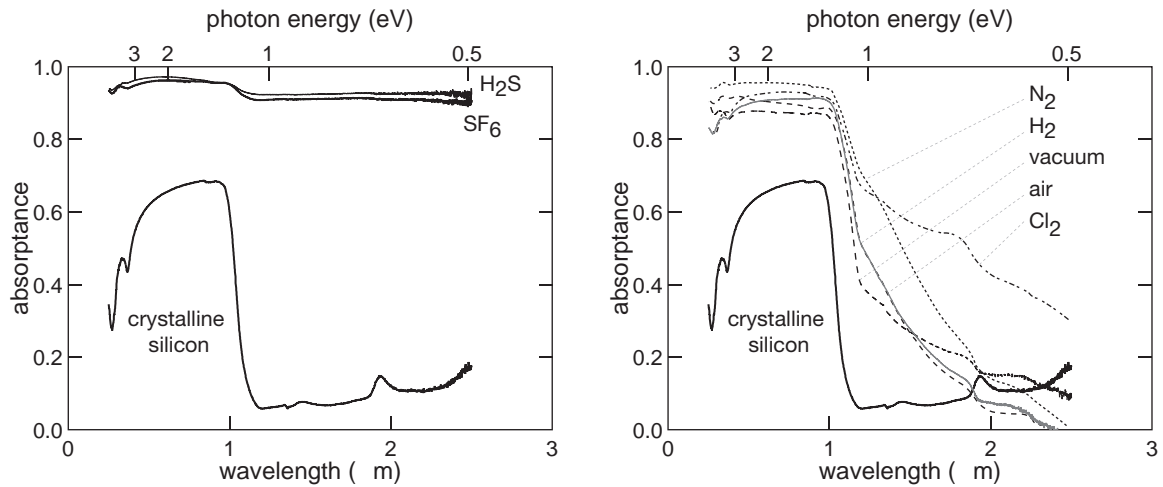 photon energy (eV)
3 2 1 0.5
1.0
0.8
0.6
0.4
0.2
0.0
absorptance
H2S
SF6
crystalline
silicon
0 1 2 3
wavelength ( m)
photon energy (eV)
3 2 1 0.5
1.0
0.8
0.6
0.4
0.2
0.0
absorptance
N2
H2
vacuum
air
Cl2
crystalline
silicon
0 1 2 3
wavelength ( m)